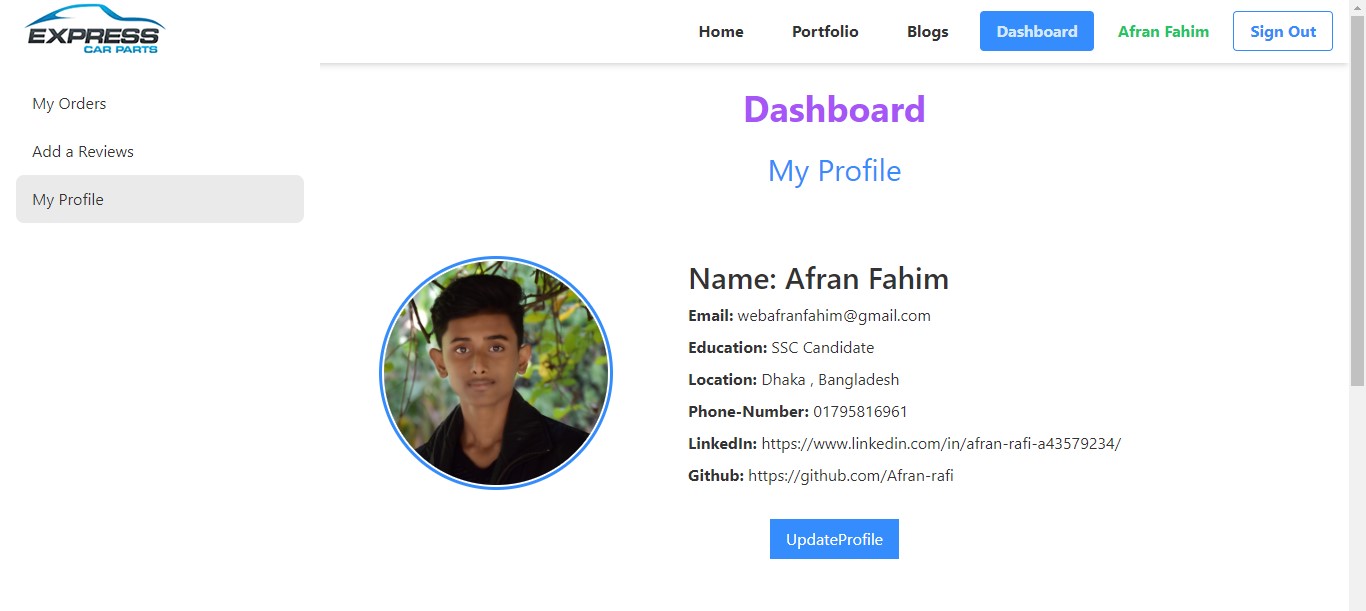 EXPRESS
CAR PARTS
Home Portfolio Blogs Dashboard Afran Fahim Sign Out
My Orders
Add a Reviews
My Profile
Dashboard
My Profile
Name: Afran Fahim
Email: webafranfahim@gmail.com
Education: SSC Candidate
Location: Dhaka , Bangladesh
Phone-Number: 01795816961
LinkedIn: https://www.linkedin.com/in/afran-rafi-a43579234/
Github: https://github.com/Afran-rafi
UpdateProfile